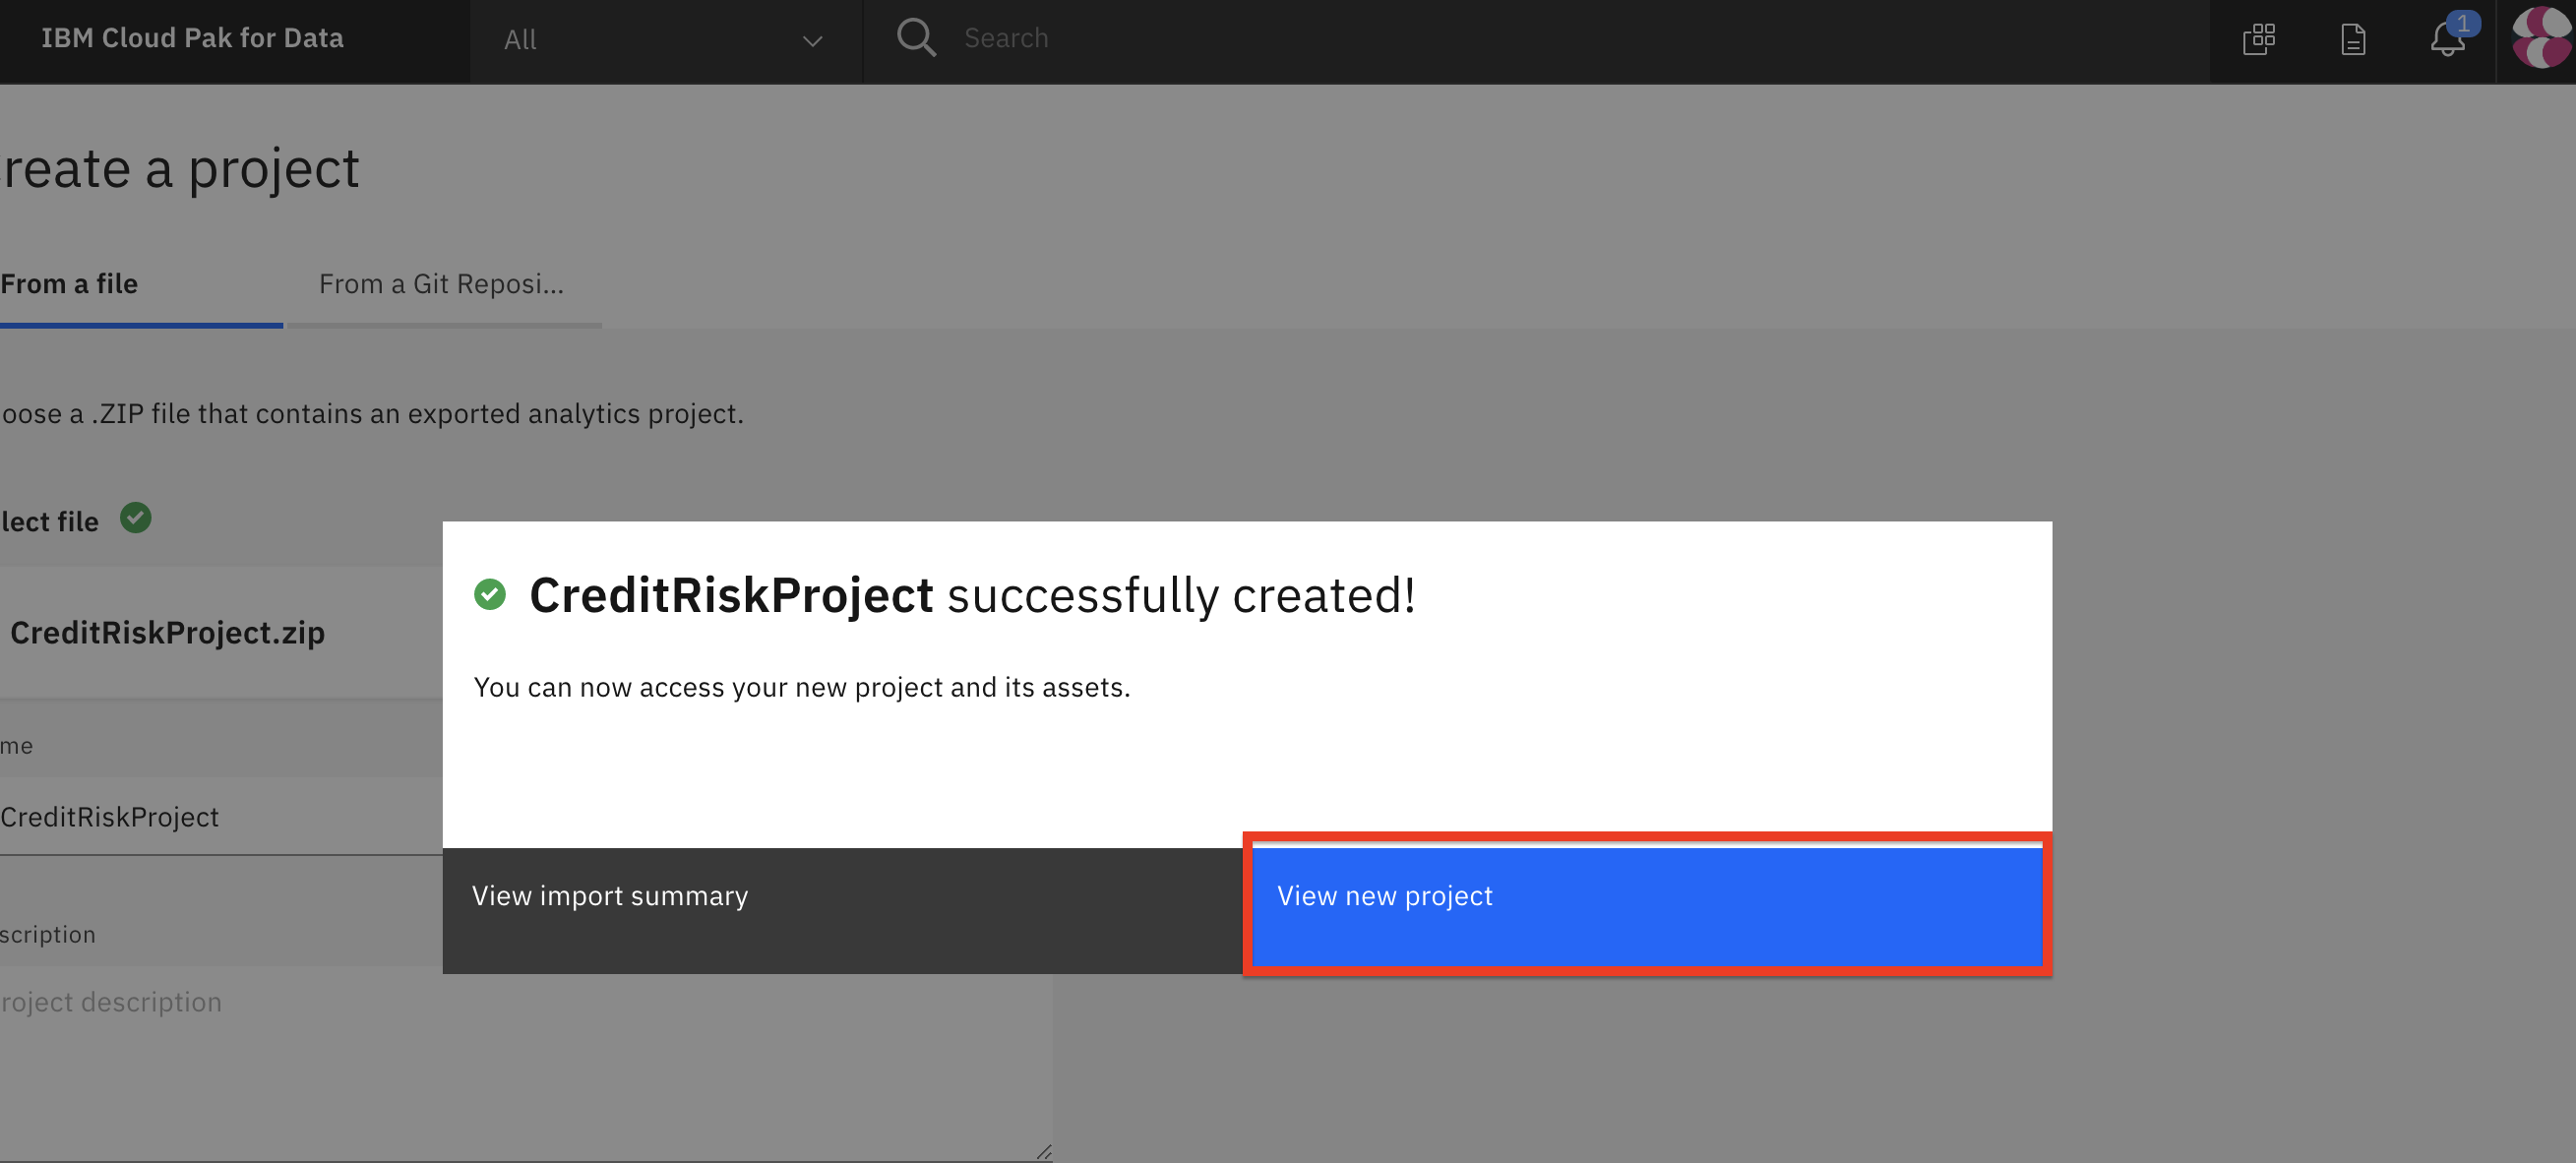 IBM Cloud Pak for Data
All
Search
1
reate a project
From a file
From a Git Reposi...
oose a .ZIP file that contains an exported analytics project.
lect file
CreditRiskProject.zip
me
CreditRiskProject
scription
roject description
CreditRiskProject successfully created!
You can now access your new project and its assets.
View import summary
View new project